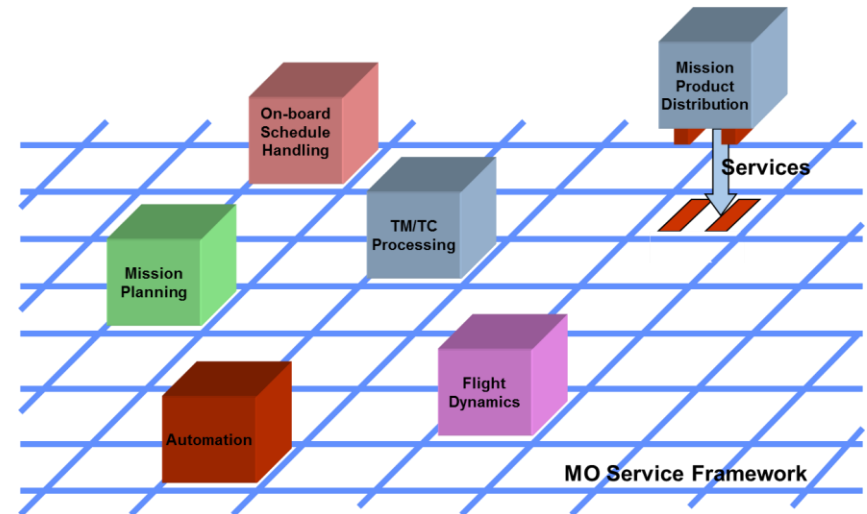 On-board
Schedule
Handling
Mission
Product
Distribution
Services
TM/TC
Processing
Mission
Planning
Flight
Dynamics
Automation
MO Service Framework